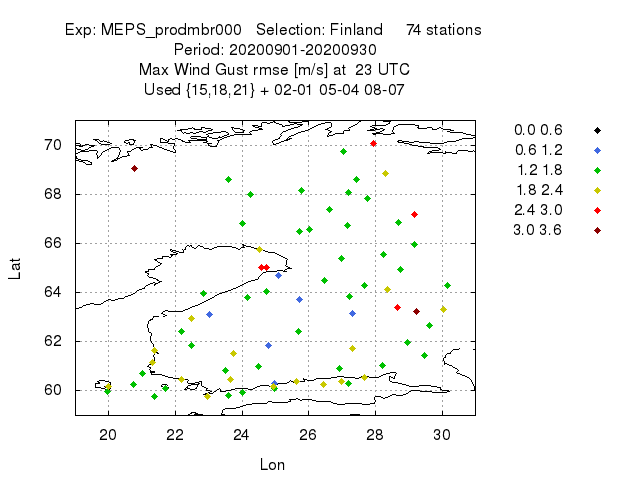 Exp: MEPS_prodmbr000 Selection: Finland 74 stations
Period: 20200901-20200930
Max Wind Gust rmse [m/s] at 23 UTC
Used {15,18,21} + 02-01 05-04 08-07
0.0 0.6
0.6 1.2
1.2 1.8
1.8 2.4
2.4 3.0
3.0 3.6
70
68
66
64
62
60
Lat
20 22 24 26 28 30
Lon